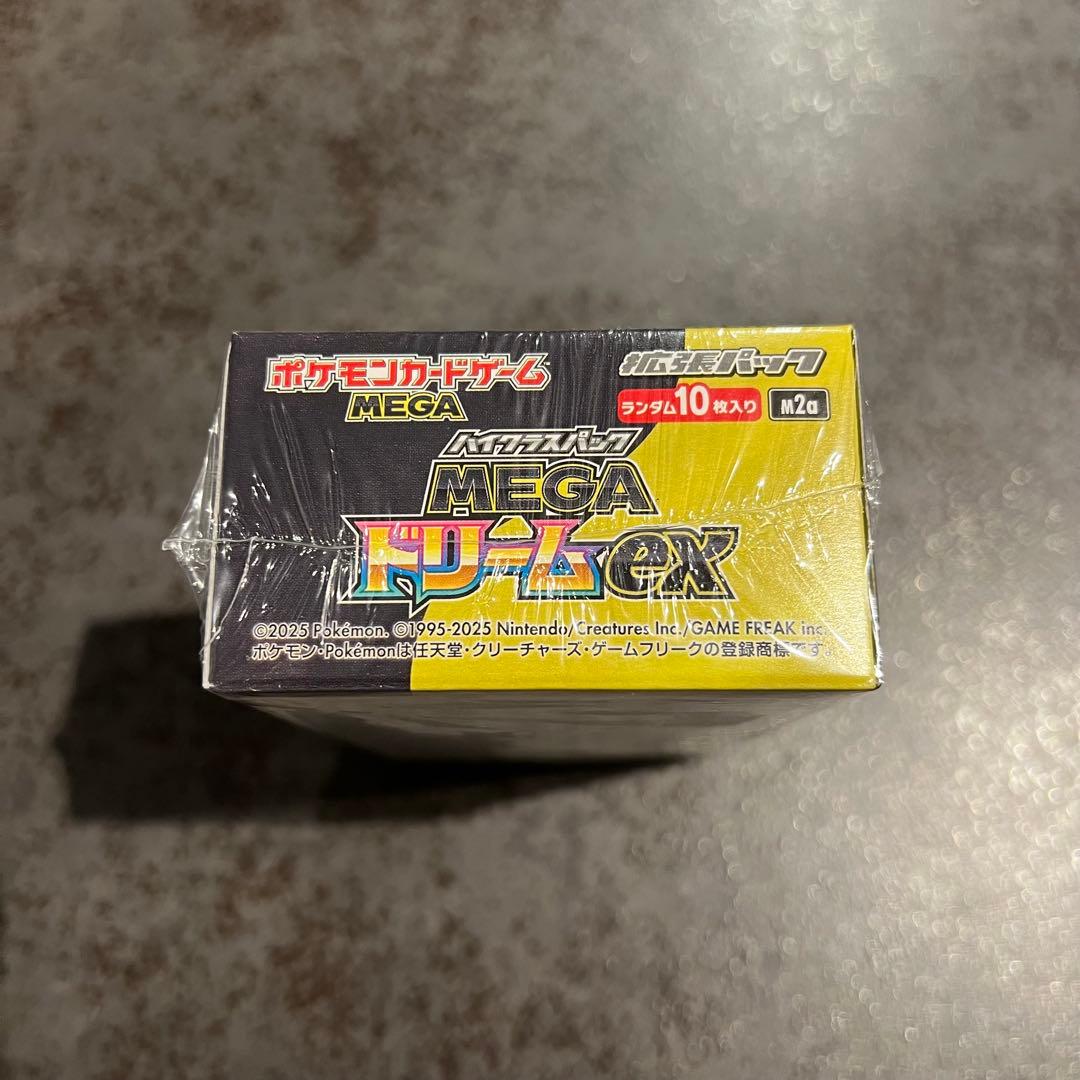 ポケモンカードゲーム
MEGA
拡張パック
ランダム10枚入り M2a
ハイクラスパック
MEGA
ドリームex
©2025 Pokémon. ©1995-2025 Nintendo/Creatures Inc./GAME FREAK inc.
ポケモン・Pokémonは任天堂・クリーチャーズ・ゲームフリークの登録商標です。